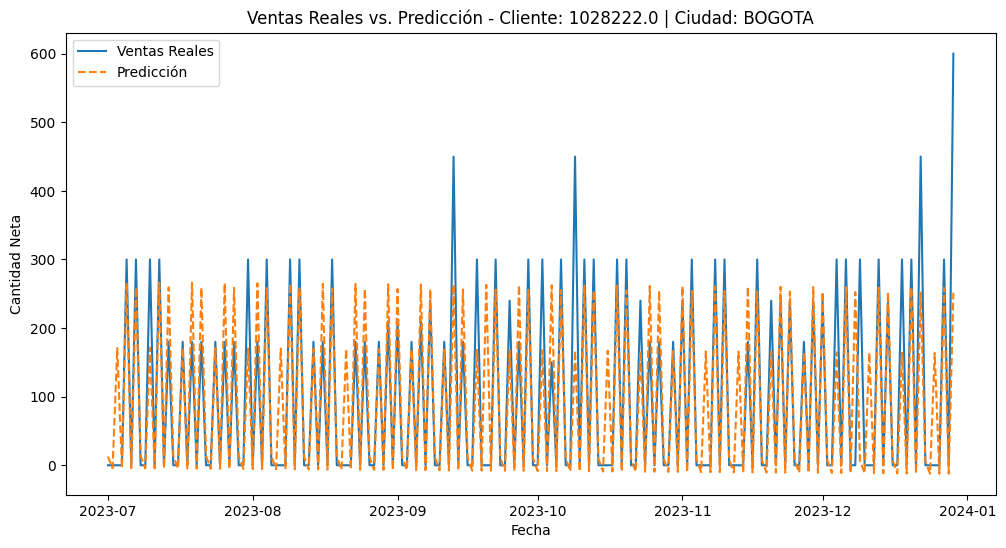 Ventas Reales vs. Predicción - Cliente: 1028222.0 | Ciudad: BOGOTA
Ventas Reales
Predicción
Cantidad Neta
600
500
400
300
200
100
0
2023-07
2023-08
2023-09
2023-10
2023-11
2023-12
2024-01
Fecha